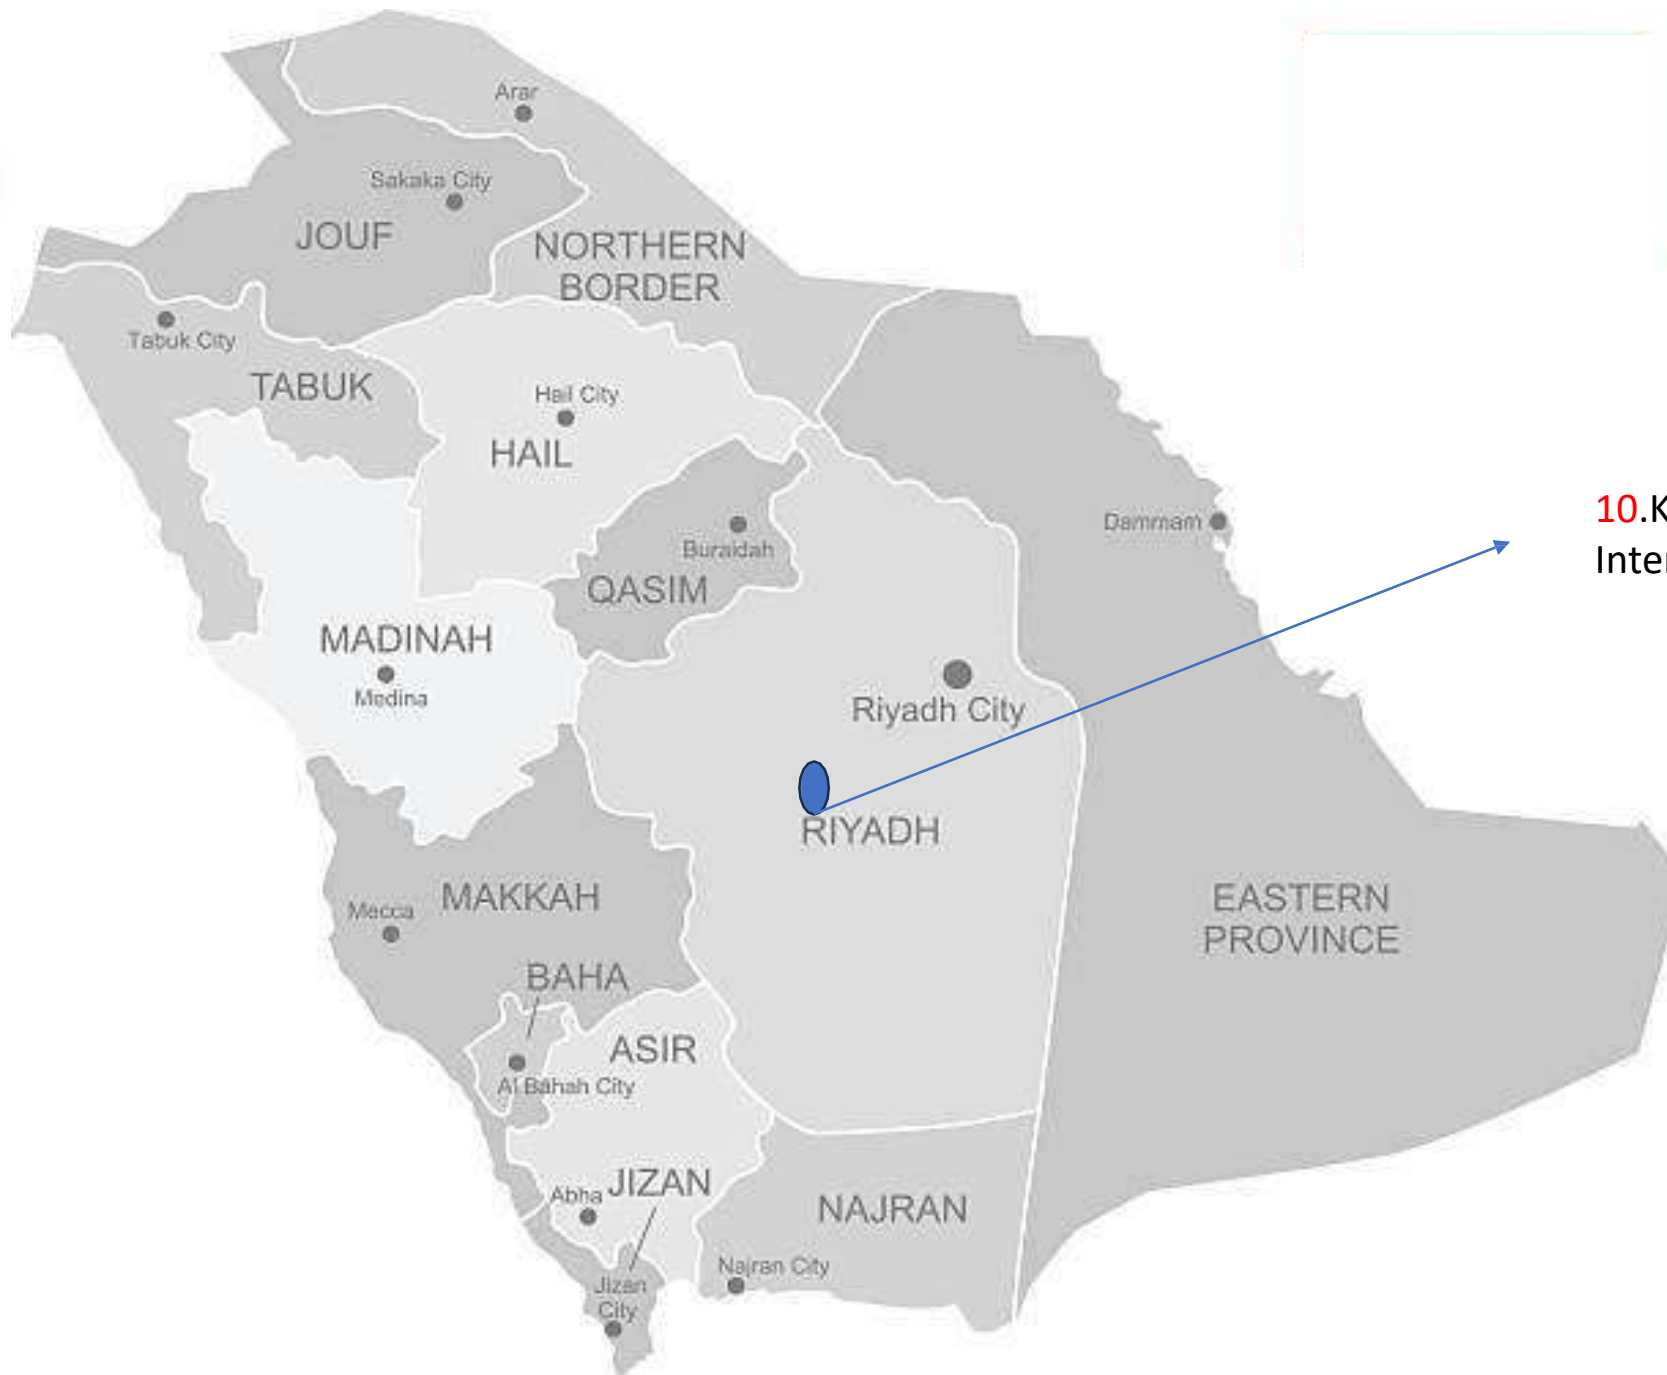 Arar
Sakaka City
JOUF
NORTHERN
BORDER
Tabuk City
TABUK
Hail City
HAIL
Dammam
10.K
Inter
Buraidah
QASIM
MADINAH
Medina
Riyadh City
RIYADH
MAKKAH
Mecca
EASTERN
PROVINCE
BAHA
ASIR
Al Bahah City
JIZAN
Abha
NAJRAN
Najran City
Jizan
City